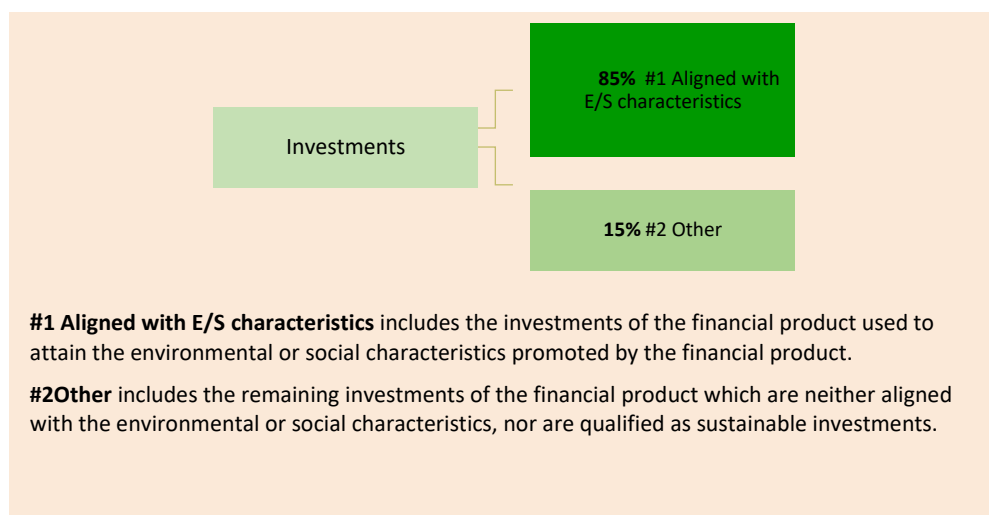 85% #1 Aligned with
E/S characteristics
Investments
15% #2 Other
#1 Aligned with E/S characteristics includes the investments of the financial product used to
attain the environmental or social characteristics promoted by the financial product.
#2Other includes the remaining investments of the financial product which are neither aligned
with the environmental or social characteristics, nor are qualified as sustainable investments.